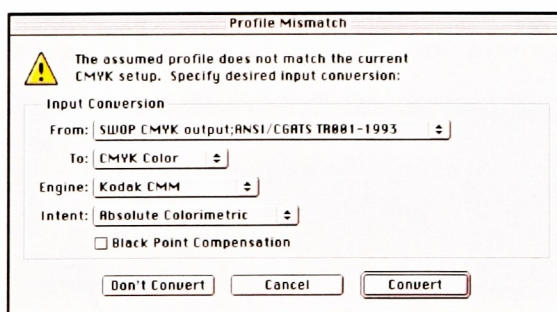 Profile Mismatch
The assumed profile does not match the current
CMYK setup. Specify desired input conversion:
Input Conversion
From: SWOP CMYK output;ANSI/CGATS TR001-1993
To: CMYK Color
Engine: Kodak CMM
Intent: Absolute Colorimetric
Black Point Compensation
Don't Convert Cancel Convert